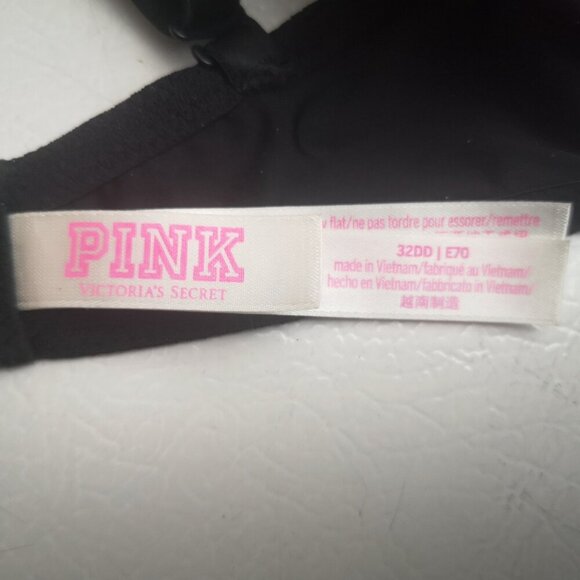 PINK
VICTORIA'S SECRET
flat/ne pas tordre pour essorer/remettre
32DD | E70
made in Vietnam/fabriqué au Vietnam/
hecho en Vietnam/fabbricato in Vietnam/
越南制造